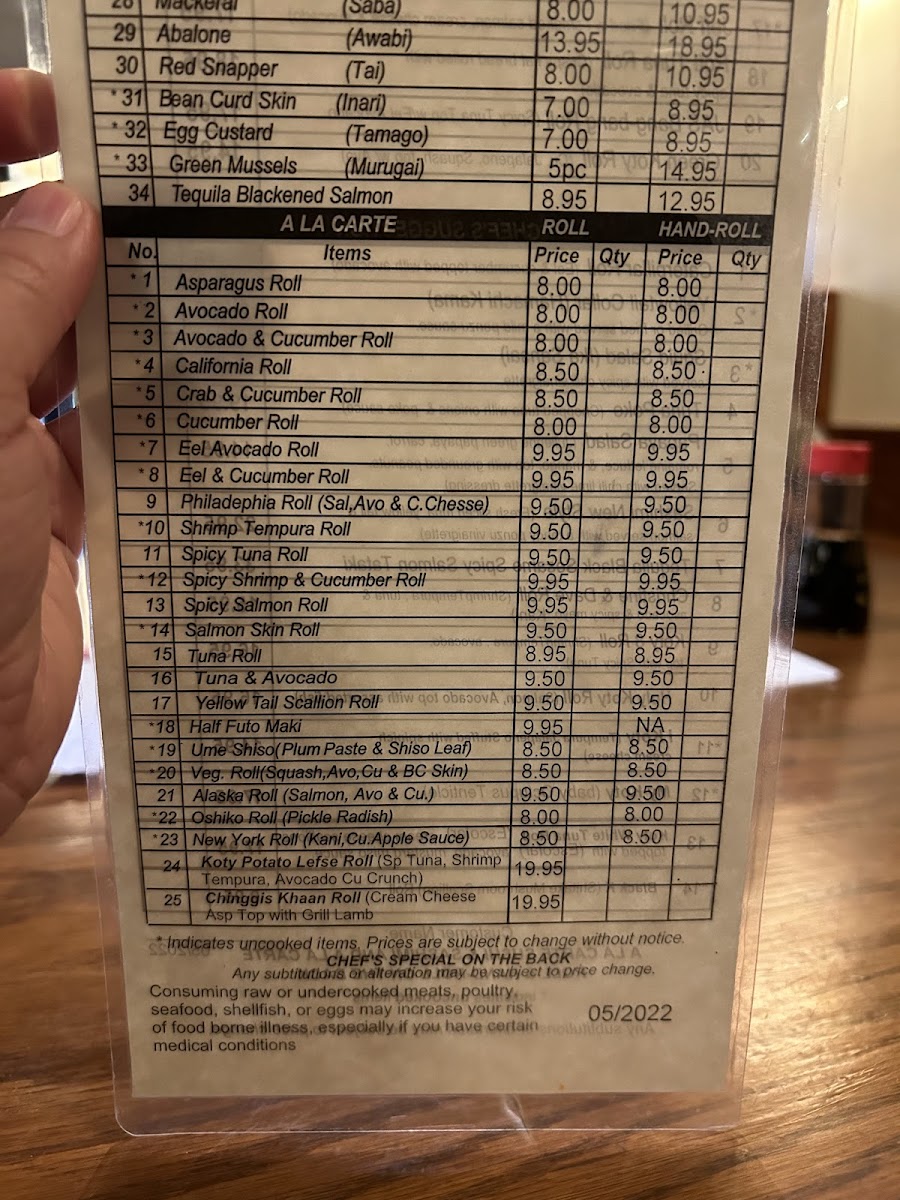 28 Mackeral (Saba) 8.00 10.95
29 Abalone (Awabi) 13.95 18.95
30 Red Snapper (Tai) 8.00 10.95
* 31 Bean Curd Skin (Inari) 7.00 8.95
* 32 Egg Custard (Tamago) 7.00 8.95
* 33 Green Mussels (Murugai) 5pc 14.95
34 Tequila Blackened Salmon 8.95 12.95
A LA CARTE ROLL HAND-ROLL
No. Items Price Qty Price Qty
* 1 Asparagus Roll 8.00 8.00
* 2 Avocado Roll 8.00 8.00
*3 Avocado & Cucumber Roll 8.00 8.00
*4 California Roll 8.50 8.50
*5 Crab & Cucumber Roll 8.50 8.50
*6 Cucumber Roll 8.00 8.00
*7 Eel Avocado Roll 9.95 9.95
* 8 Eel & Cucumber Roll 9.95 9.95
9 Philadephia Roll (Sal,Avo & C.Chesse) 9.50 9.50
*10 Shrimp Tempura Roll 9.50 9.50
11 Spicy Tuna Roll 9.50 9.50
*12 Spicy Shrimp & Cucumber Roll 9.95 9.95
13 Spicy Salmon Roll 9.95 9.95
* 14 Salmon Skin Roll 9.50 9.50
15 Tuna Roll 8.95 8.95
16 Tuna & Avocado 9.50 9.50
17 Yellow Tail Scallion Roll 9.50 9.50
*18 Half Futo Maki 9.95 NA
*19 Ume Shiso(Plum Paste & Shiso Leaf) 8.50 8.50
*20 Veg. Roll(Squash,Avo,Cu & BC Skin) 8.50 8.50
21 Alaska Roll (Salmon, Avo & Cu.) 9.50 9.50
*22 Oshiko Roll (Pickle Radish) 8.00 8.00
*23 New York Roll (Kani,Cu.Apple Sauce) 8.50 8.50
24 Koty Potato Lefse Roll (Sp Tuna, Shrimp 19.95
Tempura, Avocado Cu Crunch)
25 Chinggis Khaan Roll (Cream Cheese 19.95
Asp Top with Grill Lamb
* Indicates uncooked items, Prices are subject to change without notice.
CHEF'S SPECIAL ON THE BACK
Any subtitutions or alteration may be subject to price change.
Consuming raw or undercooked meats, poultry,
seafood, shellfish, or eggs may increase your risk
of food borne illness, especially if you have certain
medical conditions
05/2022